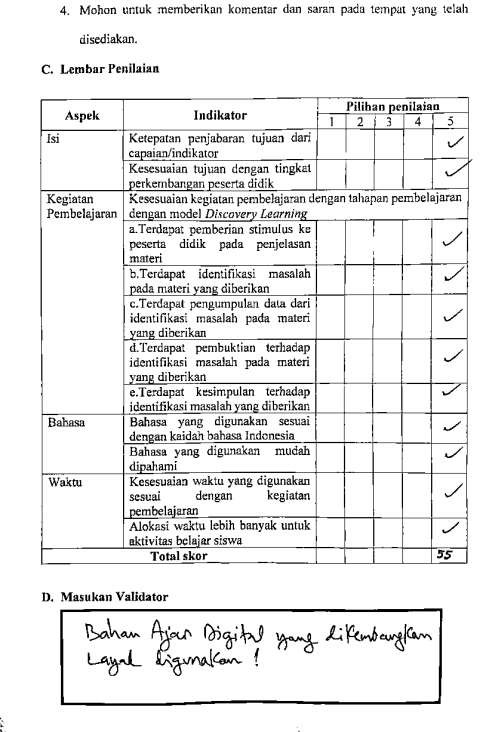 4. Mohon untuk memberikan komentar dan saran pada tempat yang telah
disediakan.
C. Lembar Penilaian
Aspek Indikator Pilihan penilaian
1 2 3 4 5
Isi Ketepatan penjabaran tujuan dari
capaian/indikator ✓
Kesesuaian tujuan dengan tingkat
perkembangan peserta didik ✓
Kegiatan Kesesuaian kegiatan pembelajaran dengan tahapan pembelajaran
Pembelajaran dengan model Discovery Learning
a.Terdapat pemberian stimulus ke
peserta didik pada penjelasan ✓
materi
b.Terdapat identifikasi masalah ✓
pada materi yang diberikan
c.Terdapat pengumpulan data dari
identifikasi masalah pada materi ✓
yang diberikan
d.Terdapat pembuktian terhadap
identifikasi masalah pada materi ✓
yang diberikan
e.Terdapat kesimpulan terhadap ✓
identifikasi masalah yang diberikan
Bahasa Bahasa yang digunakan sesuai ✓
dengan kaidah bahasa Indonesia
Bahasa yang digunakan mudah ✓
dipahami
Waktu Kesesuaian waktu yang digunakan
sesuai dengan kegiatan ✓
pembelajaran
Alokasi waktu lebih banyak untuk ✓
aktivitas belajar siswa
Total skor 55
D. Masukan Validator
Bahan Ajar Digital yang dikembangkan
Layak digunakan !